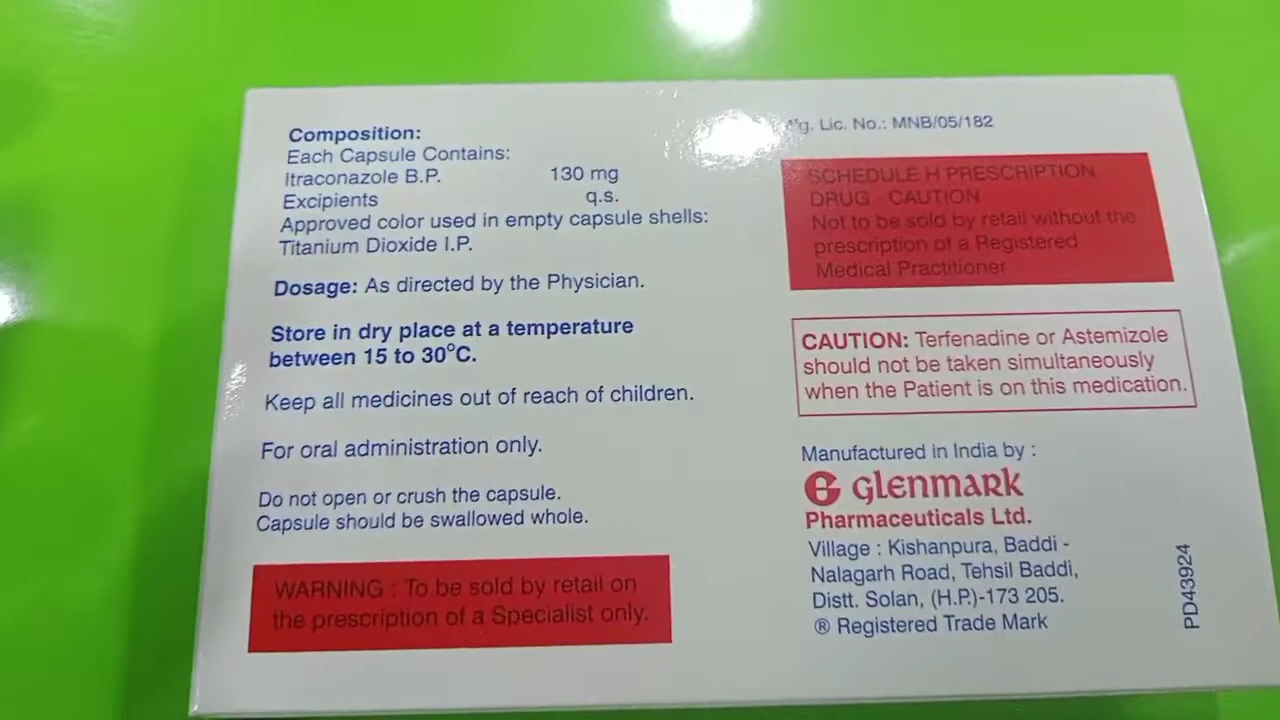 Composition:
Each Capsule Contains:
Itraconazole B.P. 130 mg
Excipients q.s.
Approved color used in empty capsule shells:
Titanium Dioxide I.P.
Dosage: As directed by the Physician.
Store in dry place at a temperature
between 15 to 30°C.
Keep all medicines out of reach of children.
For oral administration only.
Do not open or crush the capsule.
Capsule should be swallowed whole.
WARNING : To be sold by retail on
the prescription of a Specialist only.
Lic. No.: MNB/05/182
SCHEDULE H PRESCRIPTION
DRUG - CAUTION
Not to be sold by retail without the
prescription of a Registered
Medical Practitioner
CAUTION: Terfenadine or Astemizole
should not be taken simultaneously
when the Patient is on this medication.
Manufactured in India by :
glenmark
Pharmaceuticals Ltd.
Village : Kishanpura, Baddi -
Nalagarh Road, Tehsil Baddi,
Distt. Solan, (H.P.)-173 205.
® Registered Trade Mark
PD43924